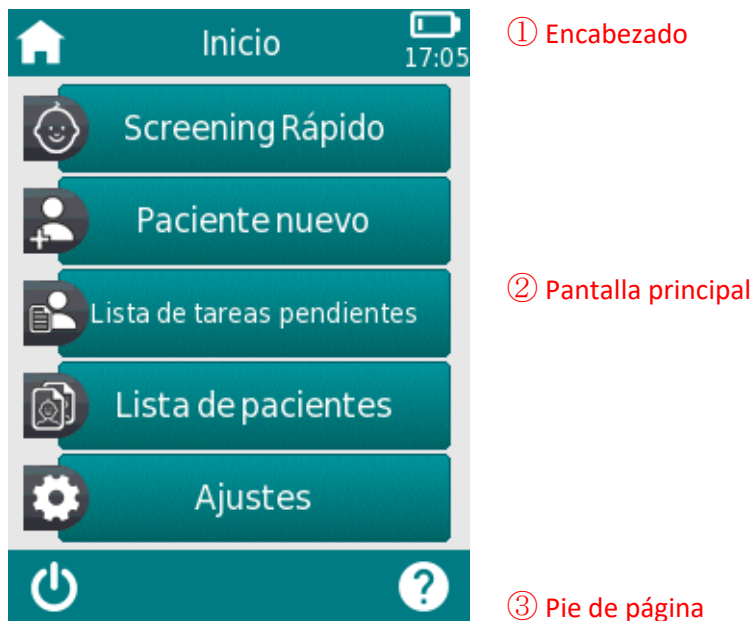 Inicio
17:05
① Encabezado
Screening Rápido
Paciente nuevo
② Pantalla principal
Lista de tareas pendientes
Lista de pacientes
Ajustes
?
③ Pie de página